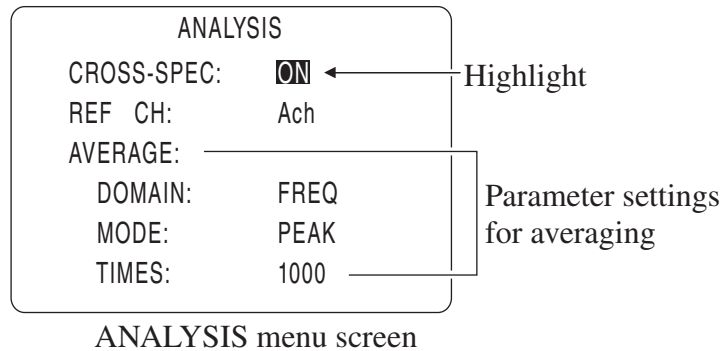 ANALYSIS
CROSS-SPEC: ON
Highlight
REF CH: Ach
AVERAGE:
DOMAIN: FREQ
MODE: PEAK
TIMES: 1000
Parameter settings
for averaging
ANALYSIS menu screen